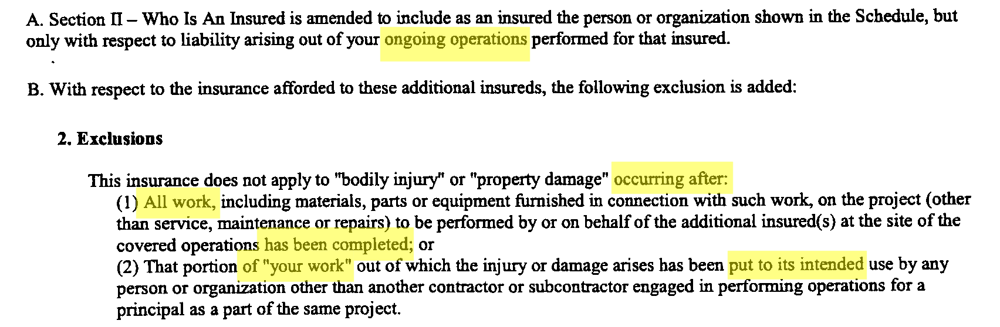 A. Section II – Who Is An Insured is amended to include as an insured the person or organization shown in the Schedule, but
only with respect to liability arising out of your ongoing operations performed for that insured.
B. With respect to the insurance afforded to these additional insureds, the following exclusion is added:
2. Exclusions
This insurance does not apply to "bodily injury" or "property damage" occurring after:
(1) All work, including materials, parts or equipment furnished in connection with such work, on the project (other
than service, maintenance or repairs) to be performed by or on behalf of the additional insured(s) at the site of the
covered operations has been completed; or
(2) That portion of "your work" out of which the injury or damage arises has been put to its intended use by any
person or organization other than another contractor or subcontractor engaged in performing operations for a
principal as a part of the same project.